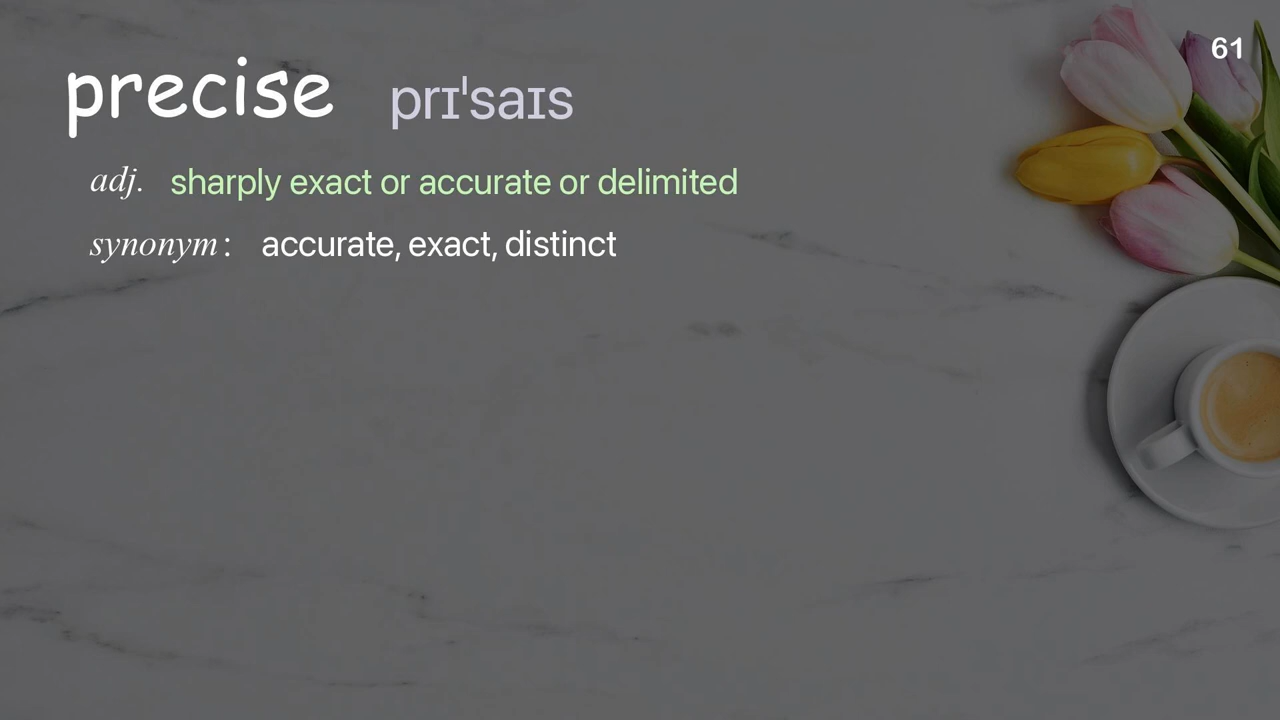 61
precise prɪˈsaɪs
adj. sharply exact or accurate or delimited
synonym : accurate, exact, distinct